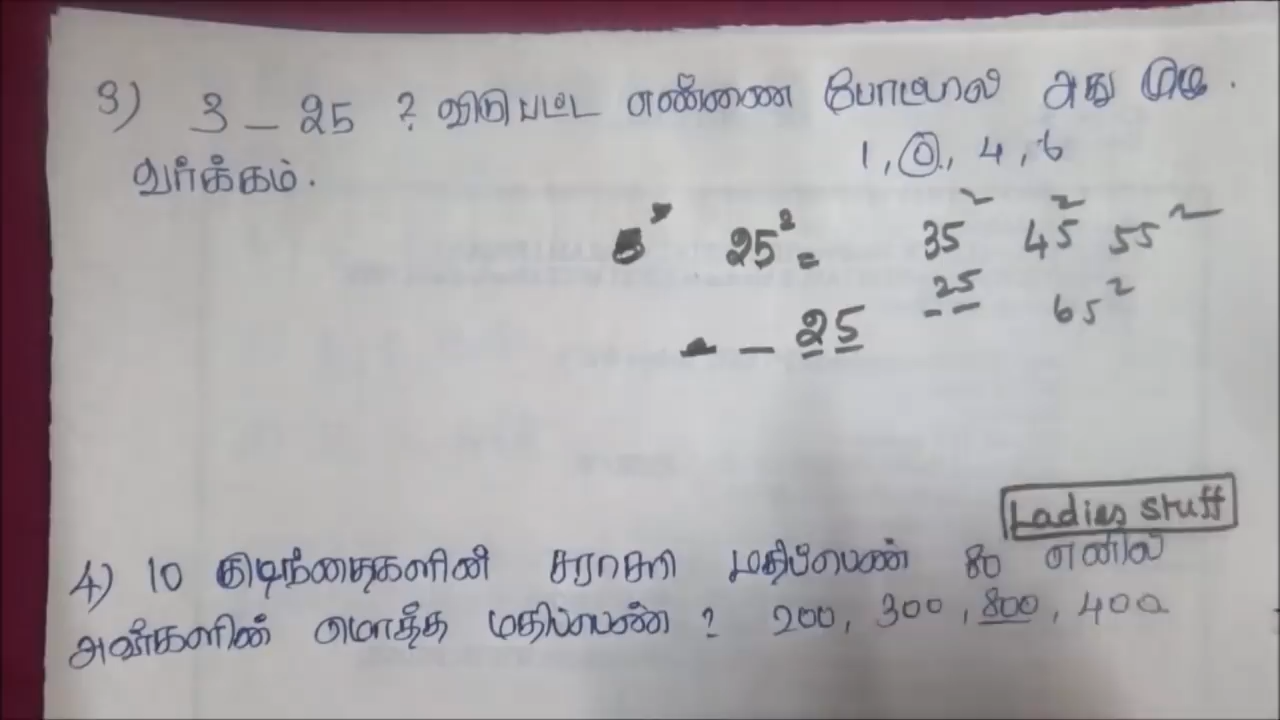 3) 3 _ 25 ? விடுபட்ட எண்ணை போட்டால் அது முழு .
வர்க்கம்.
1, 0, 4, 6
25² = 35² 45² 55²
_ _ 25 _ 25 65²
Ladies stuff
4) 10 குழந்தைகளின் சராசரி மதிப்பெண் 80 எனில்
அவர்களின் மொத்த மதிப்பெண் ? 200, 300, 800, 400